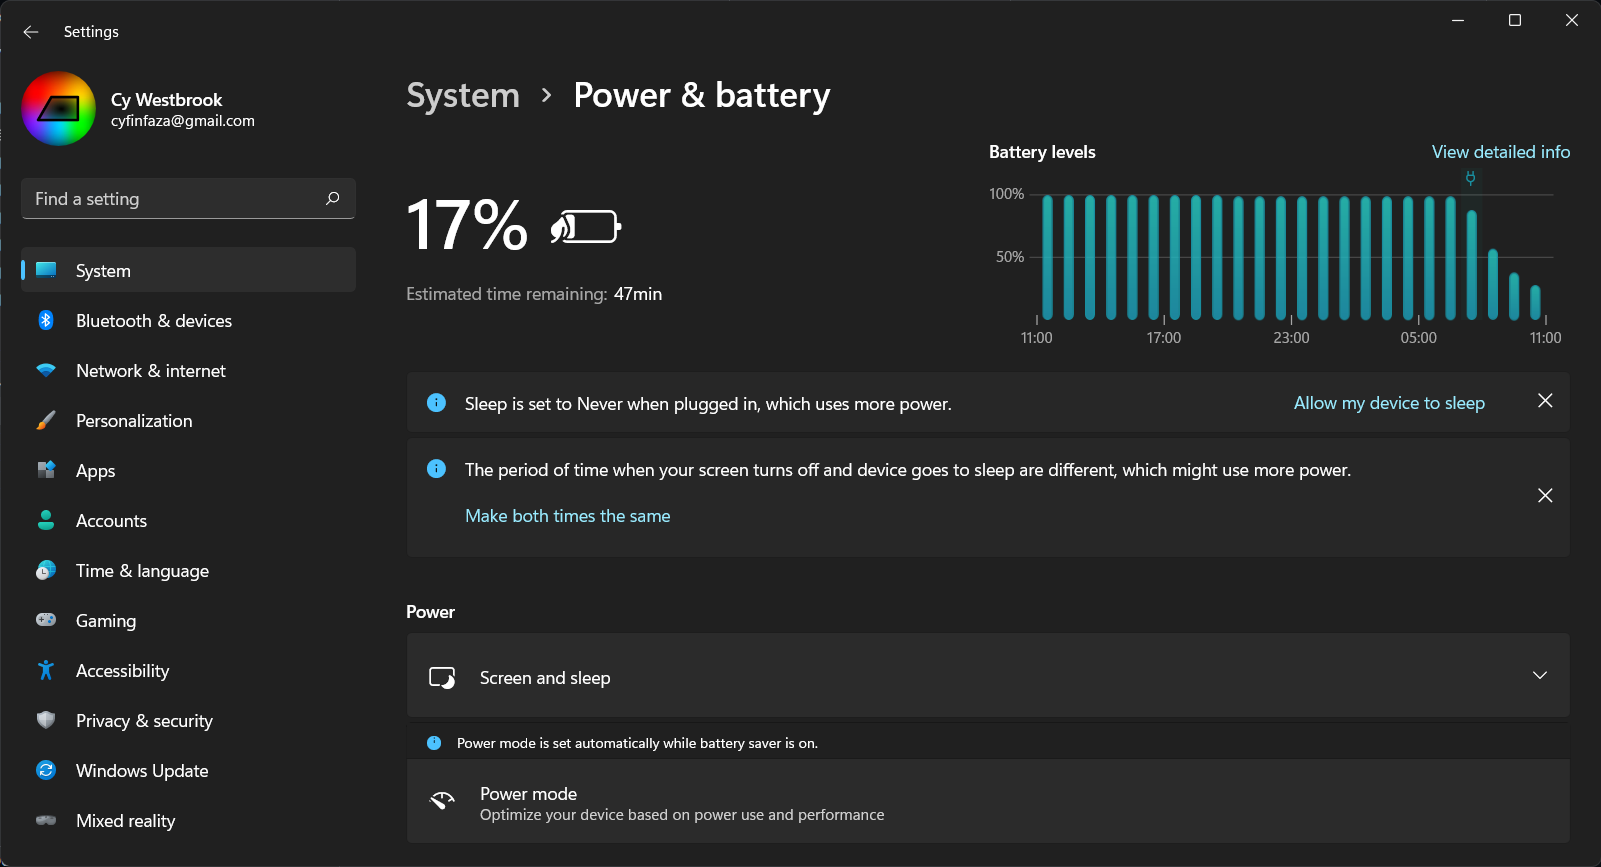 Settings
Cy Westbrook
cyfinfaza@gmail.com
Find a setting
System
Bluetooth & devices
Network & internet
Personalization
Apps
Accounts
Time & language
Gaming
Accessibility
Privacy & security
Windows Update
Mixed reality
System > Power & battery
17%
Estimated time remaining: 47min
Battery levels
View detailed info
100%
50%
11:00 17:00 23:00 05:00 11:00
Sleep is set to Never when plugged in, which uses more power.
Allow my device to sleep
The period of time when your screen turns off and device goes to sleep are different, which might use more power.
Make both times the same
Power
Screen and sleep
Power mode is set automatically while battery saver is on.
Power mode
Optimize your device based on power use and performance